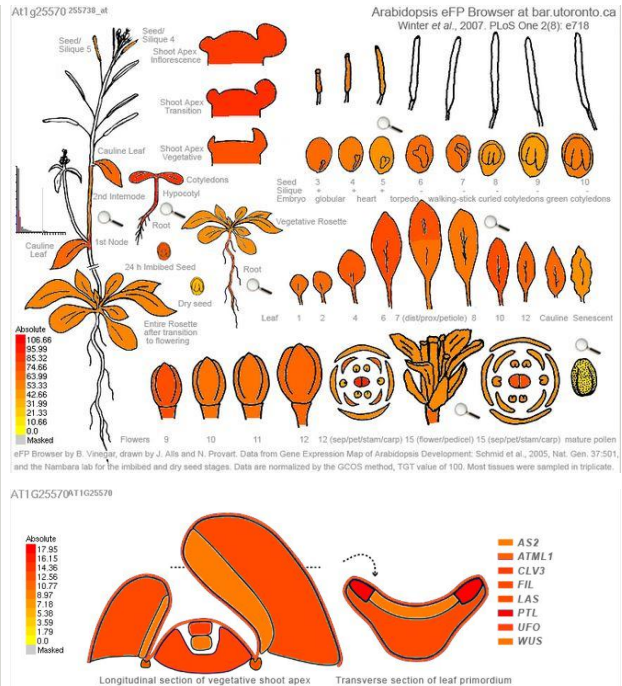 At1g25570 255738_at
Arabidopsis eFP Browser at bar.utoronto.ca
Winter et al., 2007. PLoS One 2(8): e718
Seed/
Silique 5
Seed/
Silique 4
Shoot Apex
Inflorescence
Shoot Apex
Transition
Shoot Apex
Vegetative
Cauline Leaf
Cotyledons
Hypocotyl
2nd Internode
Root
Vegetative Rosette
Seed 3 4 5 6 7 8 9 10
Silique * * * - - - - -
Embryo globular * heart * torpedo walking-stick curled cotyledons green cotyledons
Cauline
Leaf
1st Node
24 h Imbibed Seed
Root
Dry seed
Leaf 1 2 4 6 7 (dist/prox/petiole) 8 10 12 Cauline Senescent
Entire Rosette
after transition
to flowering
Absolute
106.66
95.99
85.32
74.66
63.99
53.33
42.66
31.99
21.33
10.66
0.0
Masked
Flowers 9 10 11 12 12 (sep/pet/stam/carp) 15 (flower/pedicel) 15 (sep/pet/stam/carp) mature pollen
eFP Browser by B. Vinegar, drawn by J. Alls and N. Provart. Data from Gene Expression Map of Arabidopsis Development: Schmid et al., 2005, Nat. Gen. 37:501,
and the Nambara lab for the imbibed and dry seed stages. Data are normalized by the GCOS method, TGT value of 100. Most tissues were sampled in triplicate.
AT1G25570 AT1G25570
Absolute
17.95
16.15
14.36
12.56
10.77
8.97
7.18
5.38
3.59
1.79
0.0
Masked
AS2
ATML1
CLV3
FIL
LAS
PTL
UFO
WUS
Longitudinal section of vegetative shoot apex
Transverse section of leaf primordium